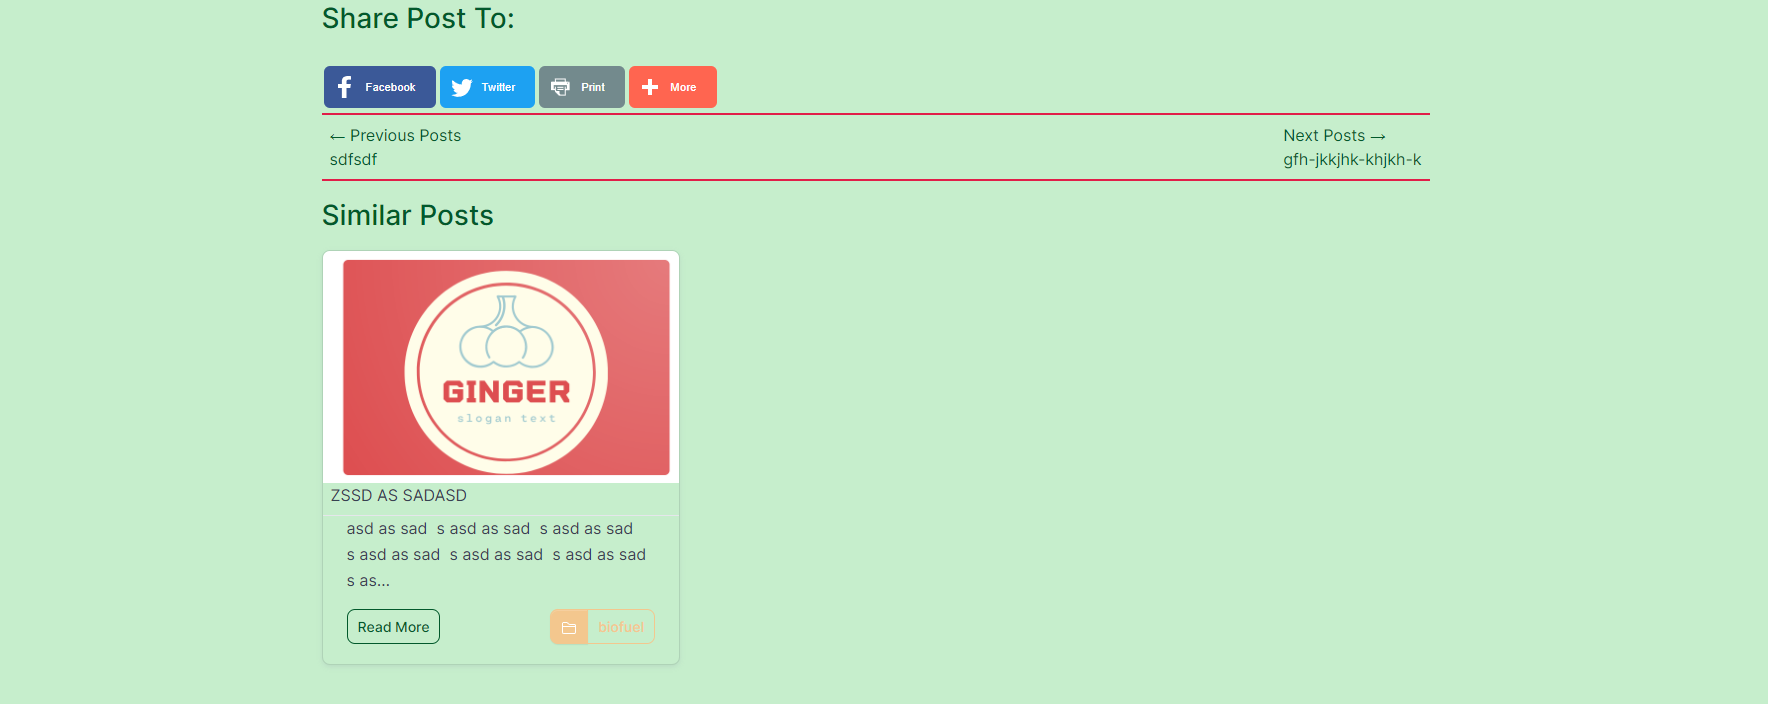 Share Post To:
Facebook Twitter Print More
← Previous Posts Next Posts →
sdfsdf gfh-jkkjhk-khjkh-k
Similar Posts
GINGER
slogan text
ZSSD AS SADASD
asd as sad  s asd as sad  s asd as sad
s asd as sad  s asd as sad  s asd as sad
s as...
Read More biofuel